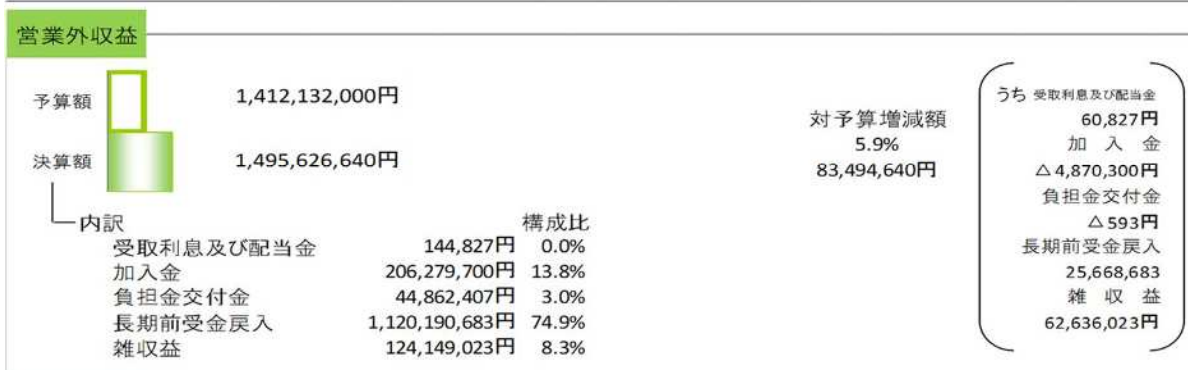 営業外収益
予算額 1,412,132,000円
決算額 1,495,626,640円
対予算増減額
5.9%
83,494,640円
うち 受取利息及び配当金
60,827円
加 入 金
△4,870,300円
負担金交付金
△593円
長期前受金戻入
25,668,683
雑 収 益
62,636,023円
内訳 構成比
受取利息及び配当金 144,827円 0.0%
加入金 206,279,700円 13.8%
負担金交付金 44,862,407円 3.0%
長期前受金戻入 1,120,190,683円 74.9%
雑収益 124,149,023円 8.3%